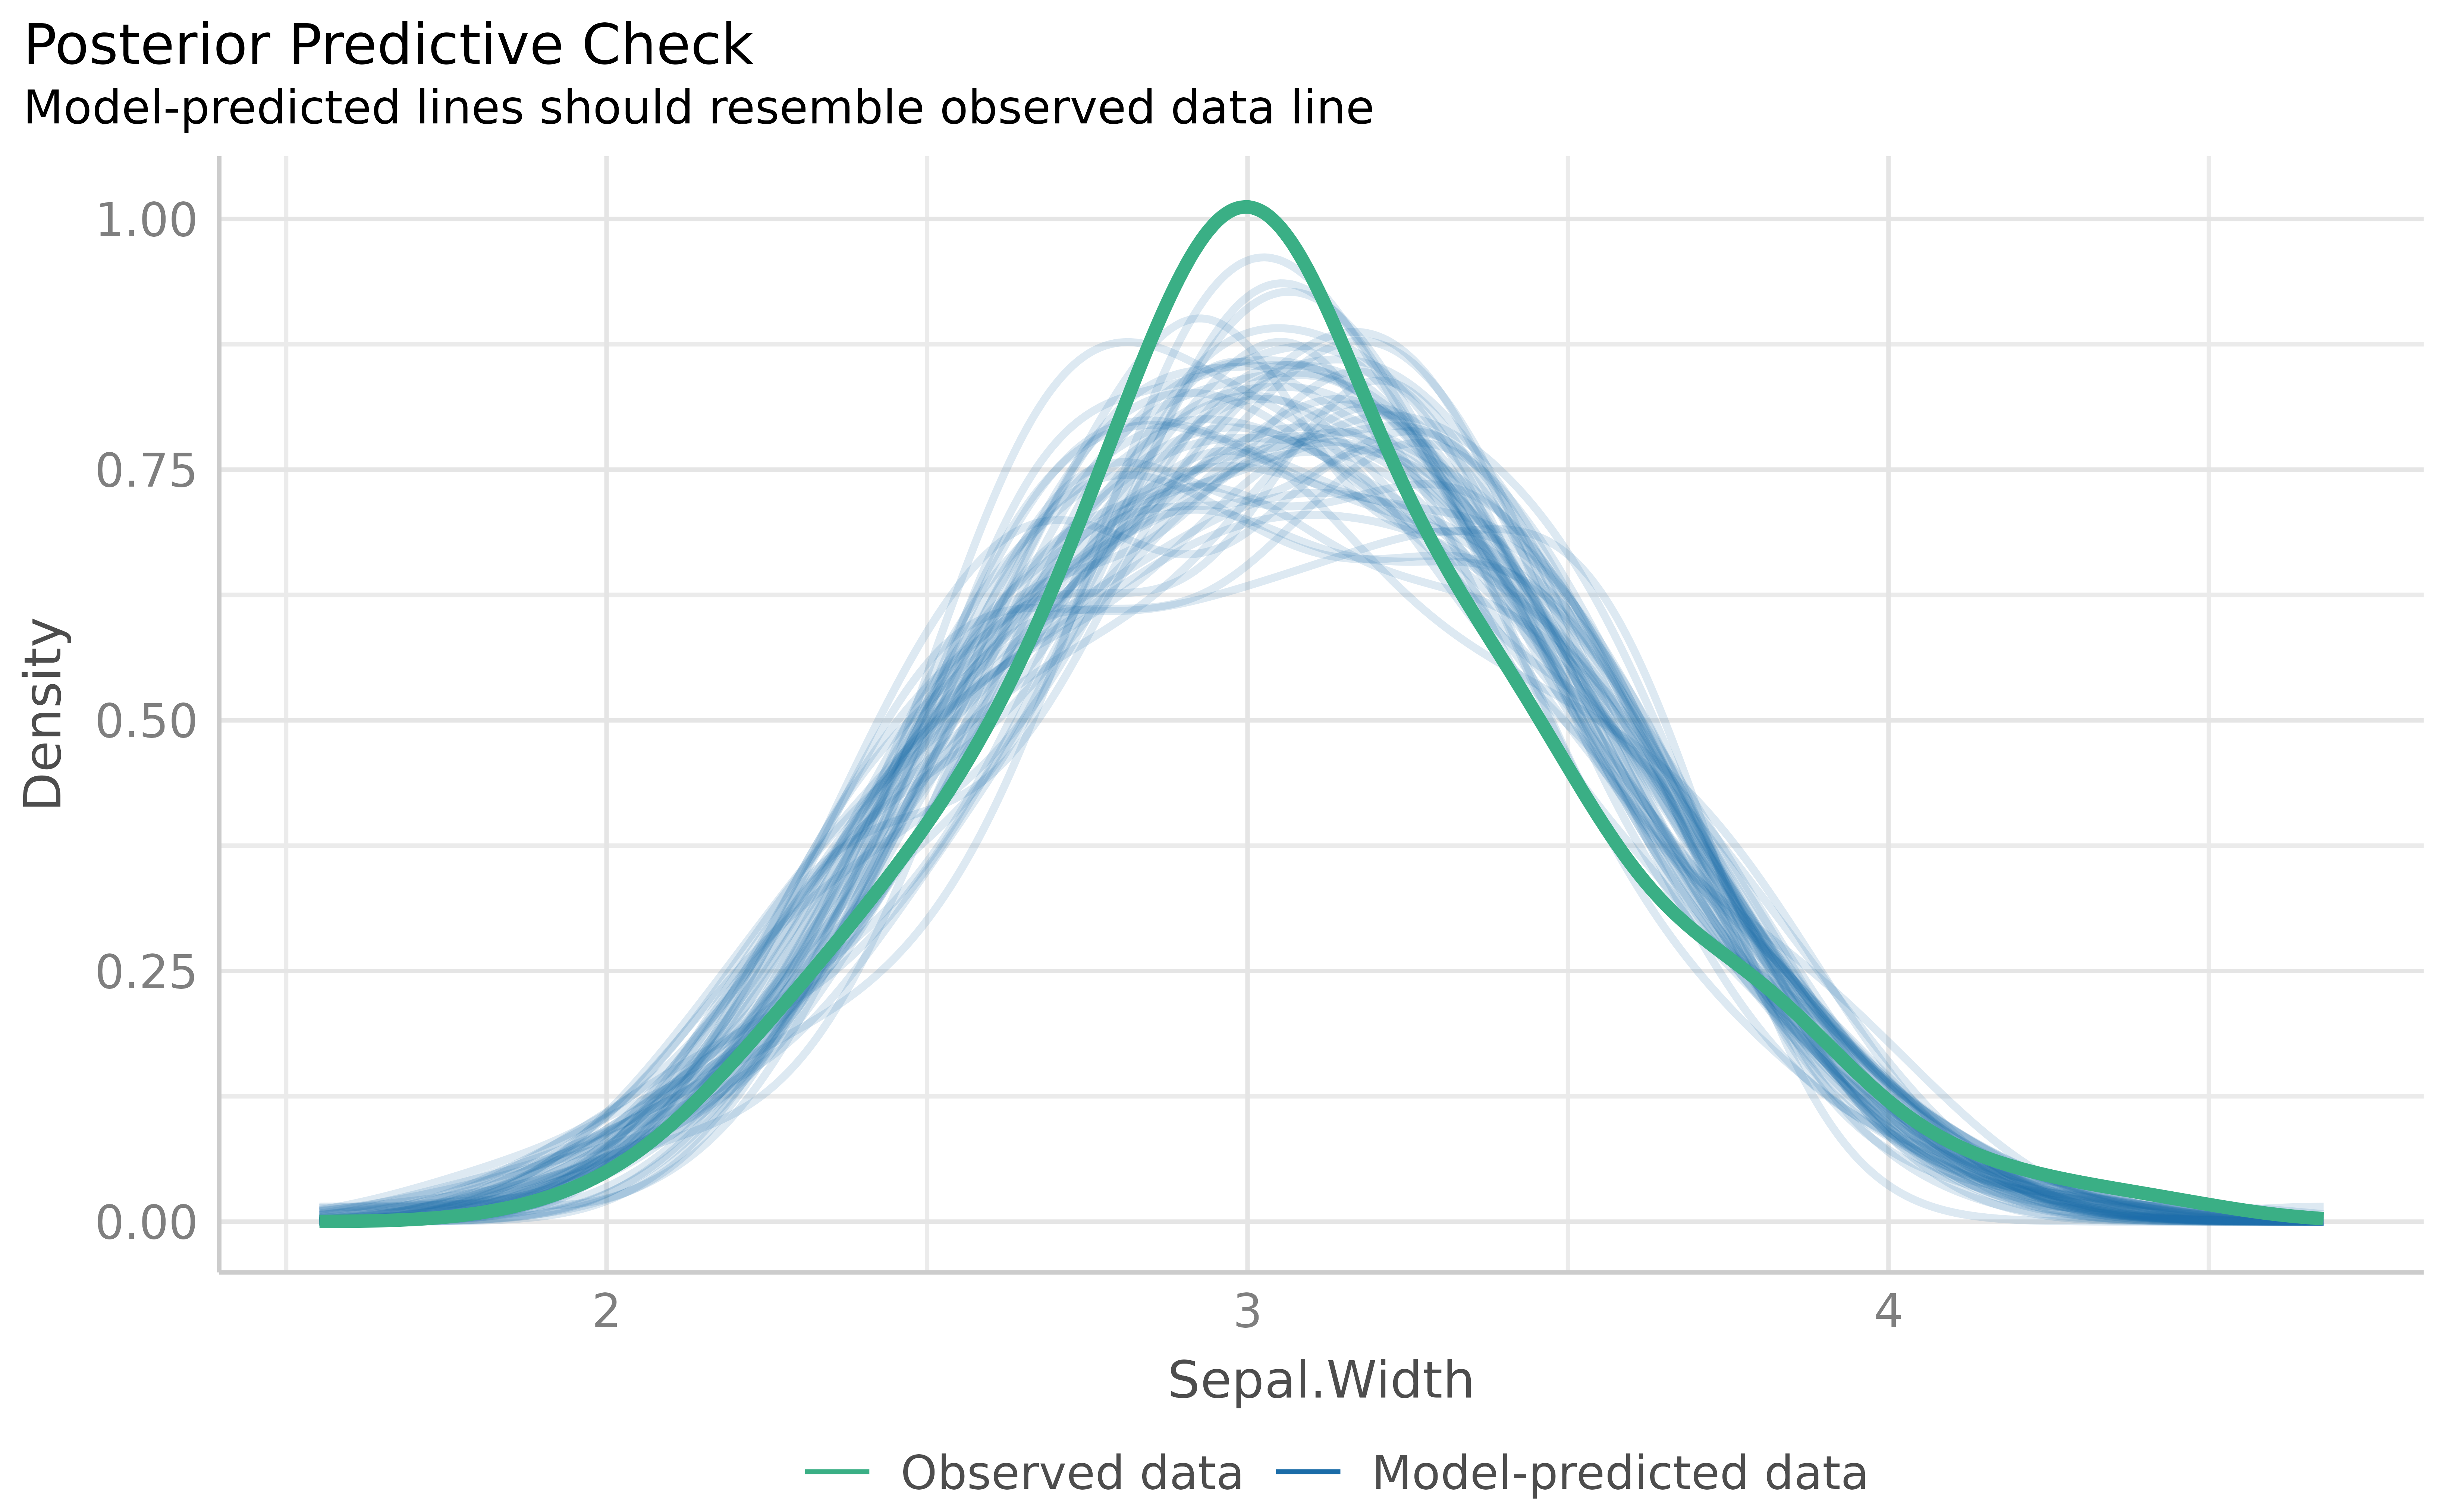 Posterior Predictive Check
Model-predicted lines should resemble observed data line
1.00
0.75
0.50
0.25
0.00
Density
2 3 4
Sepal.Width
Observed data Model-predicted data